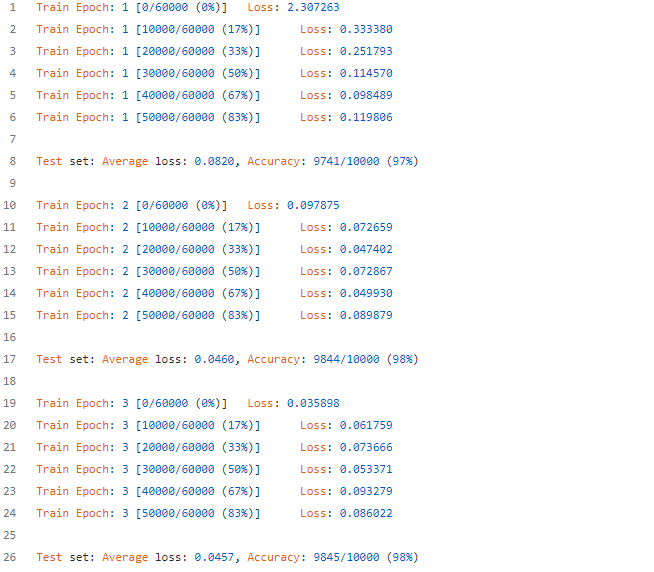 1 Train Epoch: 1 [0/60000 (0%)] Loss: 2.307263
2 Train Epoch: 1 [10000/60000 (17%)] Loss: 0.333380
3 Train Epoch: 1 [20000/60000 (33%)] Loss: 0.251793
4 Train Epoch: 1 [30000/60000 (50%)] Loss: 0.114570
5 Train Epoch: 1 [40000/60000 (67%)] Loss: 0.098489
6 Train Epoch: 1 [50000/60000 (83%)] Loss: 0.119806
7
8 Test set: Average loss: 0.0820, Accuracy: 9741/10000 (97%)
9
10 Train Epoch: 2 [0/60000 (0%)] Loss: 0.097875
11 Train Epoch: 2 [10000/60000 (17%)] Loss: 0.072659
12 Train Epoch: 2 [20000/60000 (33%)] Loss: 0.047402
13 Train Epoch: 2 [30000/60000 (50%)] Loss: 0.072867
14 Train Epoch: 2 [40000/60000 (67%)] Loss: 0.049930
15 Train Epoch: 2 [50000/60000 (83%)] Loss: 0.089879
16
17 Test set: Average loss: 0.0460, Accuracy: 9844/10000 (98%)
18
19 Train Epoch: 3 [0/60000 (0%)] Loss: 0.035898
20 Train Epoch: 3 [10000/60000 (17%)] Loss: 0.061759
21 Train Epoch: 3 [20000/60000 (33%)] Loss: 0.073666
22 Train Epoch: 3 [30000/60000 (50%)] Loss: 0.053371
23 Train Epoch: 3 [40000/60000 (67%)] Loss: 0.093279
24 Train Epoch: 3 [50000/60000 (83%)] Loss: 0.086022
25
26 Test set: Average loss: 0.0457, Accuracy: 9845/10000 (98%)